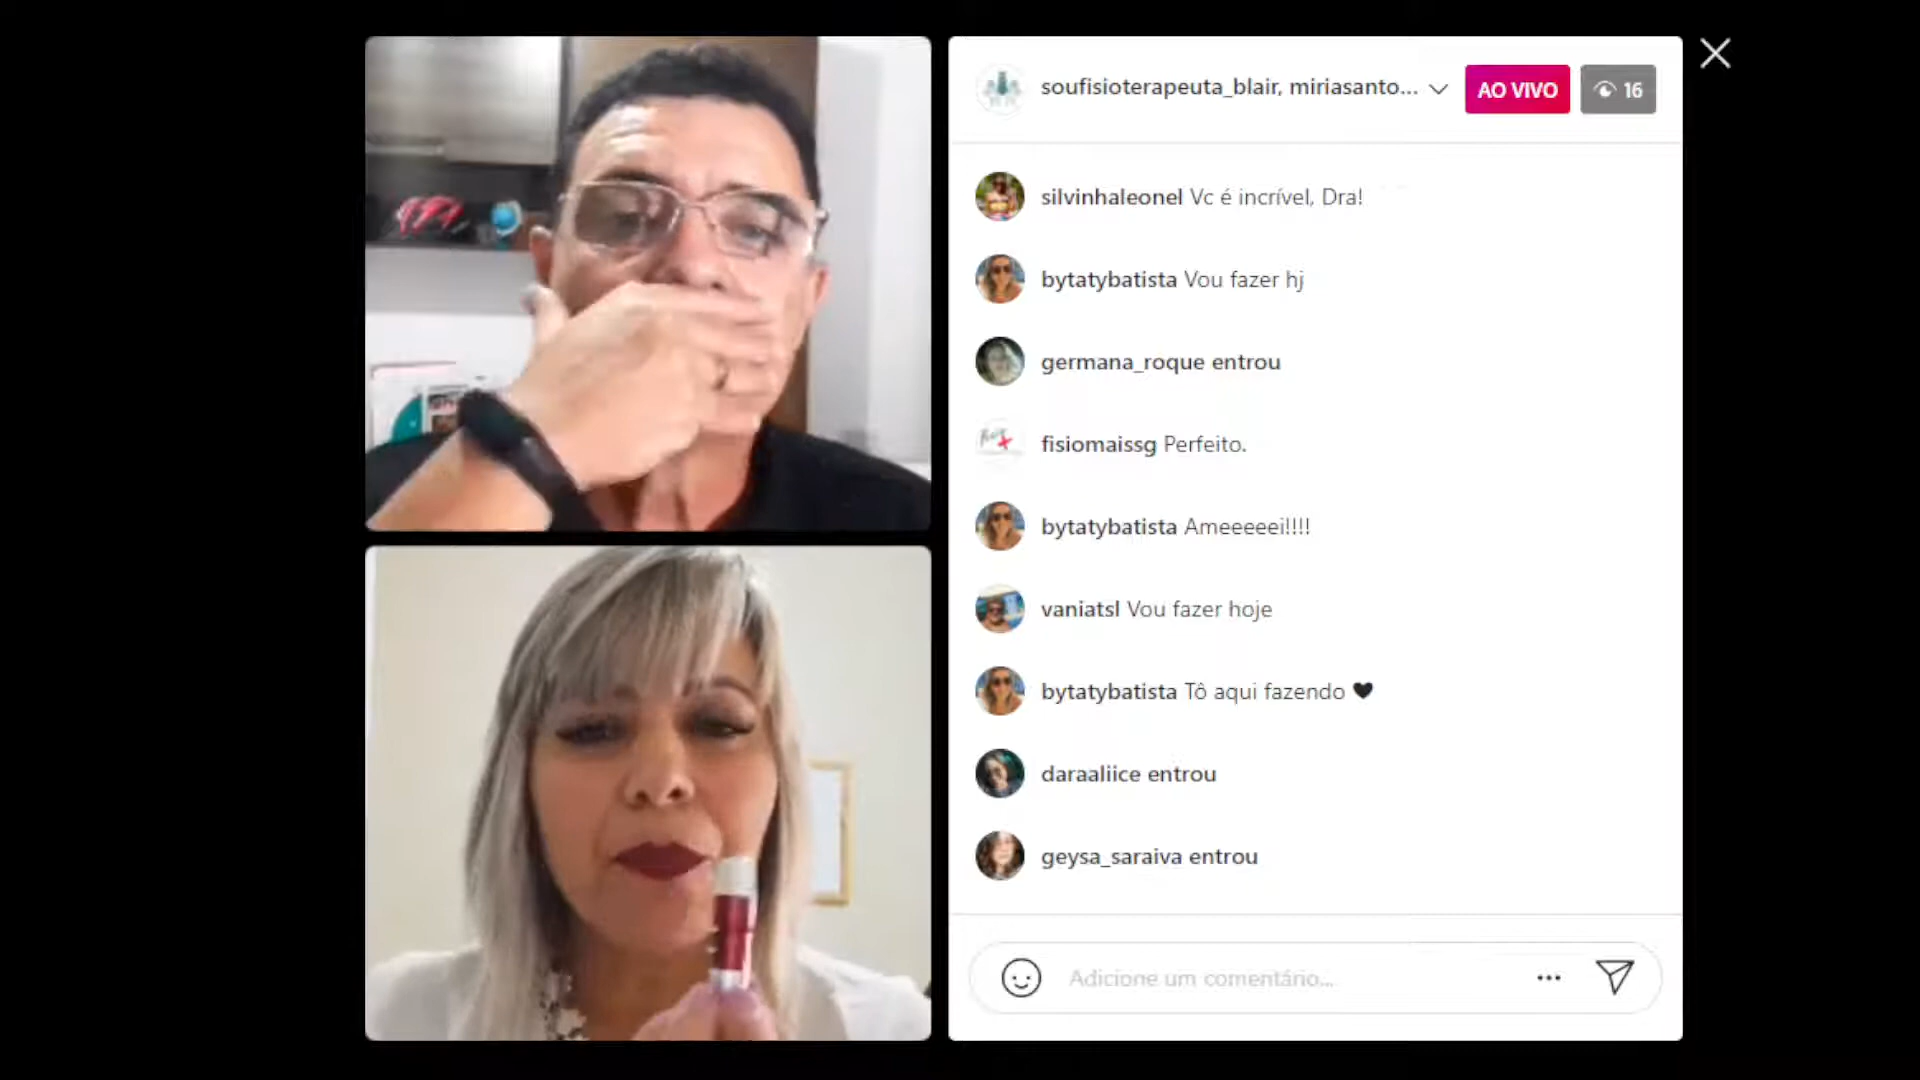 soufisioterapeuta_blair, miriasanto...
AO VIVO
16
silvinhaleonel Vc é incrível, Dra!
bytatybatista Vou fazer hj
germana_roque entrou
fisiomaissg Perfeito.
bytatybatista Ameeeeei!!!!
vaniatsl Vou fazer hoje
bytatybatista Tô aqui fazendo 🖤
daraaliice entrou
geysa_saraiva entrou
Adicione um comentário...